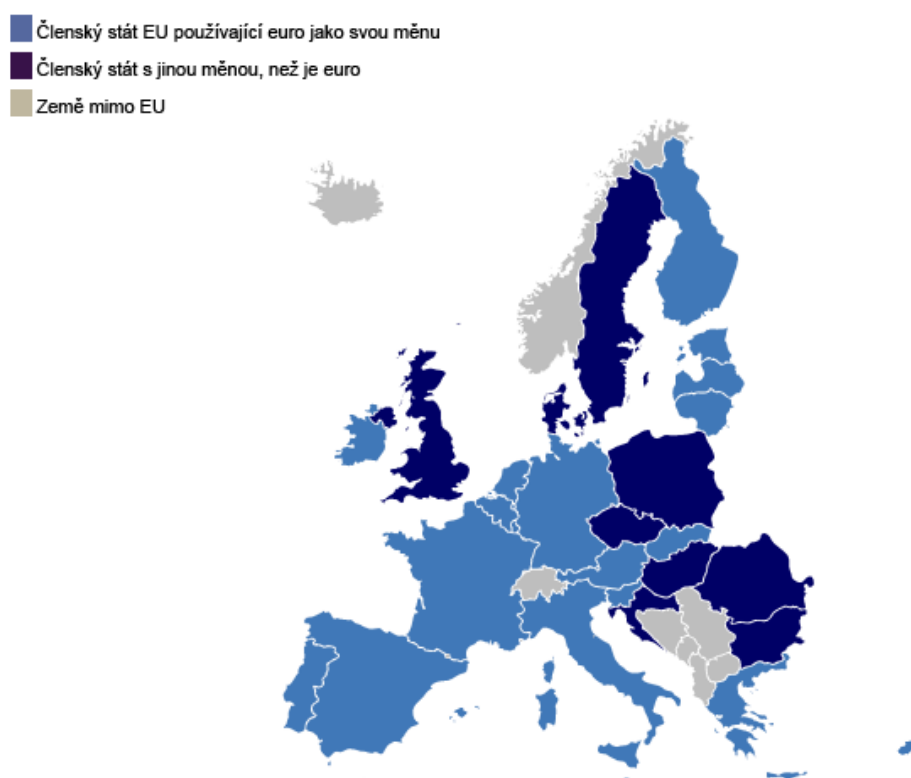 Členský stát EU používající euro jako svou měnu
Členský stát s jinou měnou, než je euro
Země mimo EU